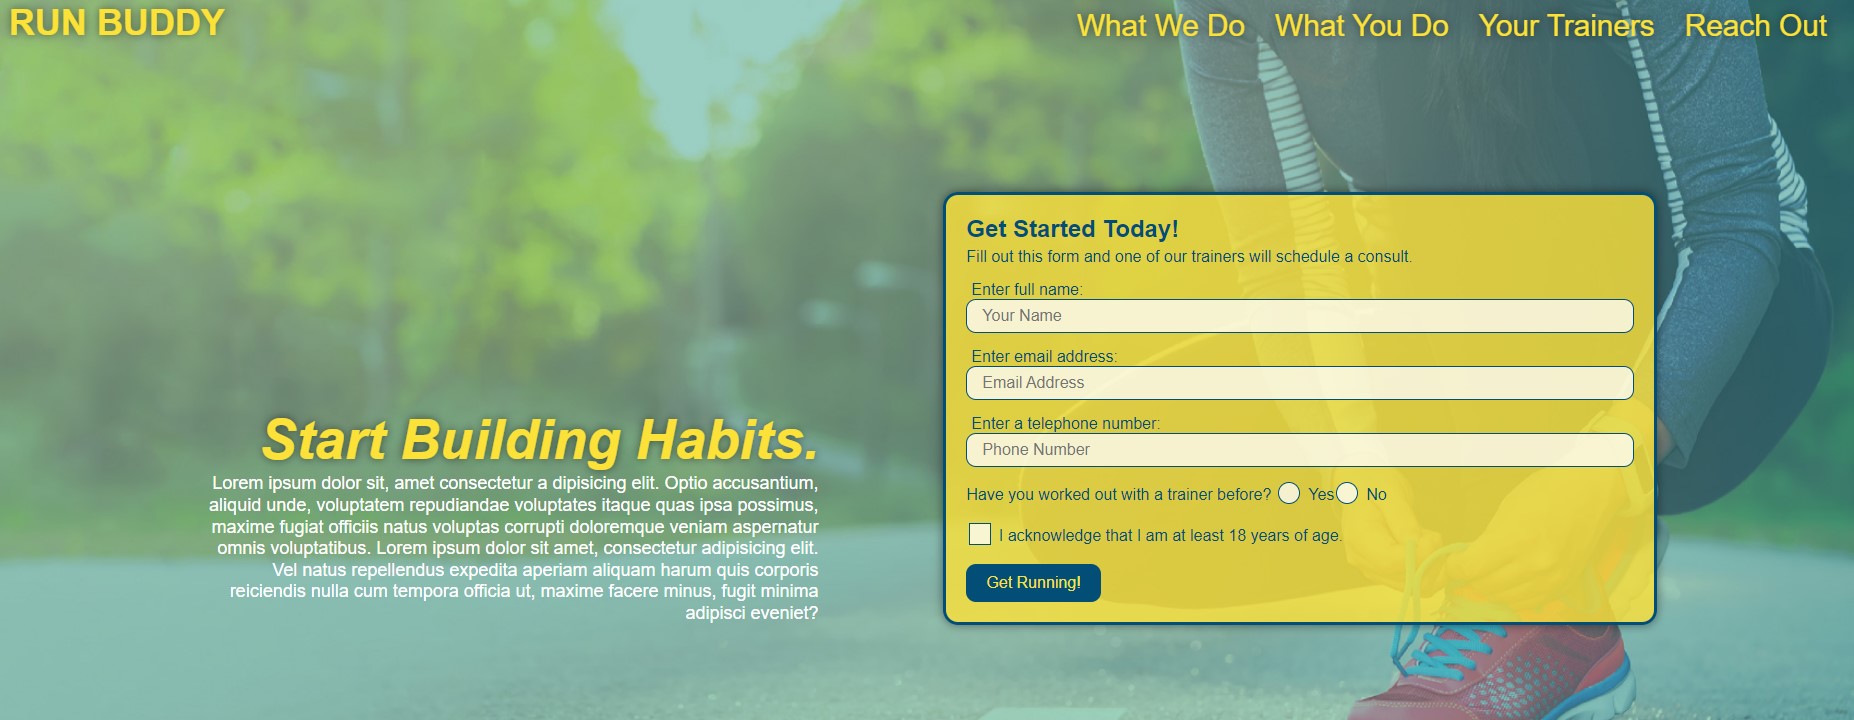 RUN BUDDY
What We Do What You Do Your Trainers Reach Out
Start Building Habits.
Lorem ipsum dolor sit, amet consectetur a dipisicing elit. Optio accusantium,
aliquid unde, voluptatem repudiandae voluptates itaque quas ipsa possimus,
maxime fugiat officiis natus voluptas corrupti doloremque veniam aspernatur
omnis voluptatibus. Lorem ipsum dolor sit amet, consectetur adipisicing elit.
Vel natus repellendus expedita aperiam aliquam harum quis corporis
reiciendis nulla cum tempora officia ut, maxime facere minus, fugit minima
adipisci eveniet?
Get Started Today!
Fill out this form and one of our trainers will schedule a consult.
Enter full name:
Your Name
Enter email address:
Email Address
Enter a telephone number:
Phone Number
Have you worked out with a trainer before? Yes No
I acknowledge that I am at least 18 years of age.
Get Running!